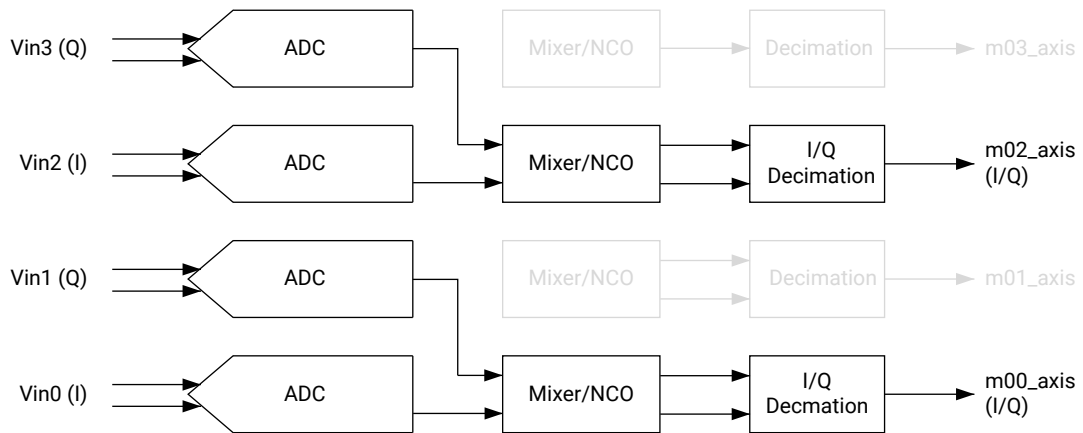 Vin3 (Q)
ADC
Mixer/NCO
Decimation
m03_axis
Vin2 (I)
ADC
Mixer/NCO
I/Q
Decimation
m02_axis
(I/Q)
Vin1 (Q)
ADC
Mixer/NCO
Decimation
m01_axis
Vin0 (I)
ADC
Mixer/NCO
I/Q
Decmation
m00_axis
(I/Q)